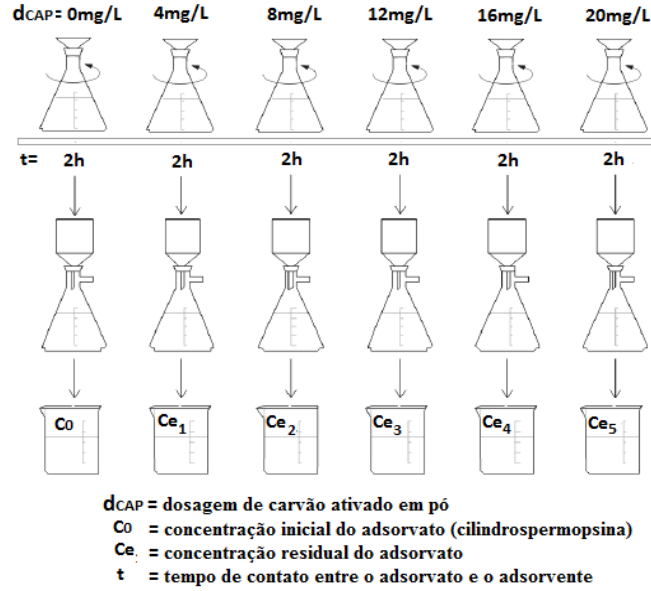 dCAP= 0mg/L 4mg/L 8mg/L 12mg/L 16mg/L 20mg/L
t= 2h 2h 2h 2h 2h 2h
C0 Ce1 Ce2 Ce3 Ce4 Ce5
dCAP = dosagem de carvão ativado em pó
C0 = concentração inicial do adsorvato (cilindrospermopsina)
Ce = concentração residual do adsorvato
t = tempo de contato entre o adsorvato e o adsorvente